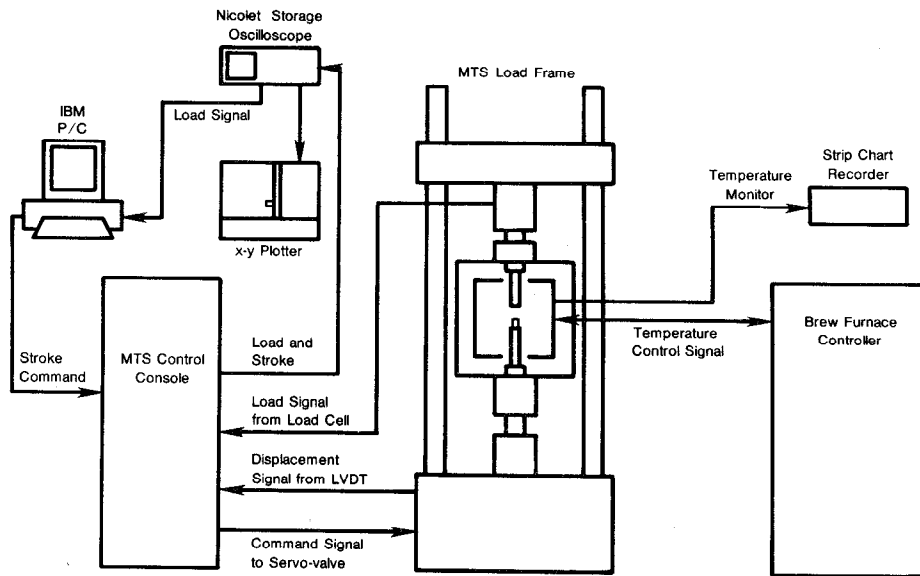 Nicolet Storage
Oscilloscope
MTS Load Frame
IBM
P/C
Load Signal
Strip Chart
Recorder
Temperature
Monitor
x-y Plotter
Stroke
Command
MTS Control
Console
Load and
Stroke
Temperature
Control Signal
Brew Furnace
Controller
Load Signal
from Load Cell
Displacement
Signal from LVDT
Command Signal
to Servo-valve